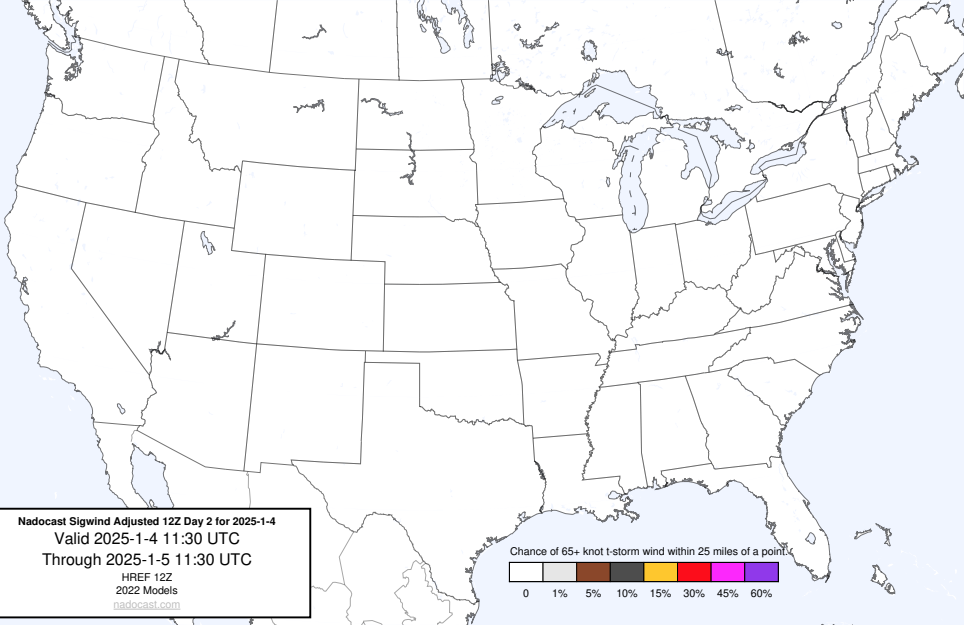 Nadocast Sigwind Adjusted 12Z Day 2 for 2025-1-4
Valid 2025-1-4 11:30 UTC
Through 2025-1-5 11:30 UTC
HREF 12Z
2022 Models
nadocast.com
Chance of 65+ knot t-storm wind within 25 miles of a point.
0 1% 5% 10% 15% 30% 45% 60%